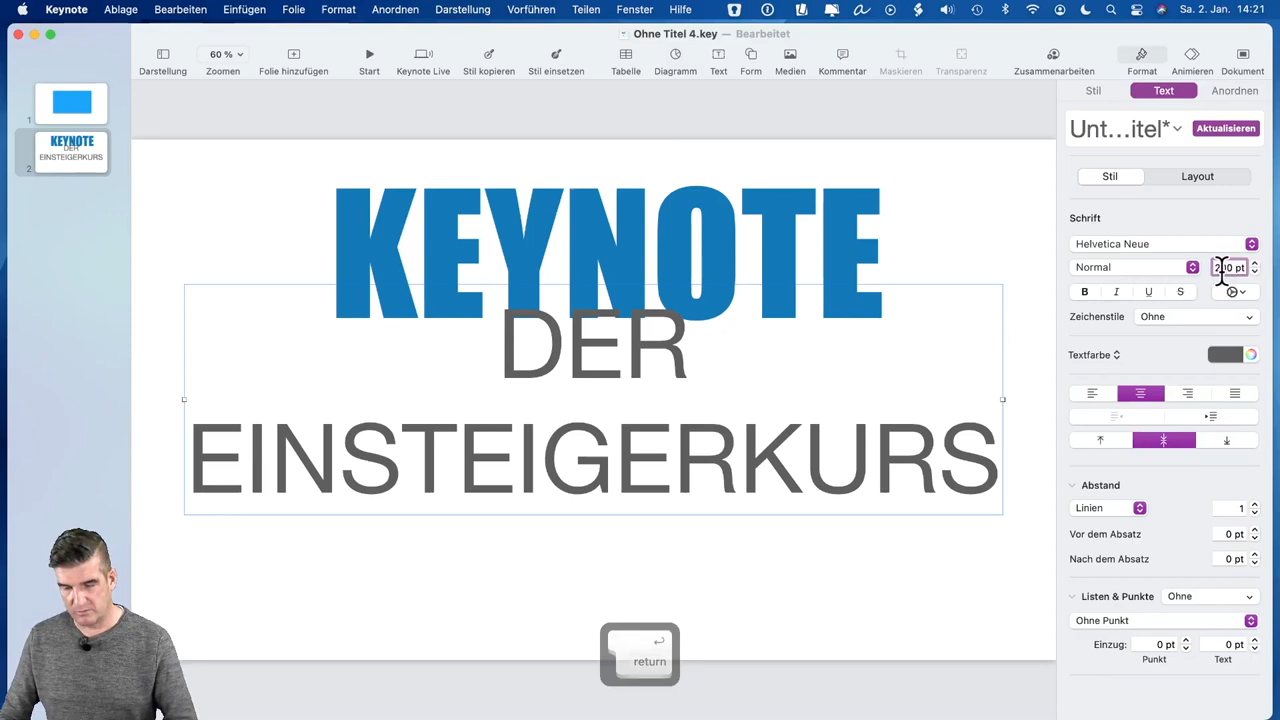 Keynote Ablage Bearbeiten Einfügen Folie Format Anordnen Darstellung Vorführen Teilen Fenster Hilfe Sa. 2. Jan. 14:21
Ohne Titel 4.key — Bearbeitet
60 %
Darstellung Zoomen Folie hinzufügen Start Keynote Live Stil kopieren Stil einsetzen Tabelle Diagramm Text Form Medien Kommentar Maskieren Transparenz Zusammenarbeiten Format Animieren Dokument
Stil Text Anordnen
1
KEYNOTE
DER
EINSTEIGERKURS
2
KEYNOTE
DER
EINSTEIGERKURS
return
Unt…itel* Aktualisieren
Stil Layout
Schrift
Helvetica Neue
Normal pt
B I U S
Zeichenstile Ohne
Textfarbe
Abstand
Linien 1
Vor dem Absatz 0 pt
Nach dem Absatz 0 pt
Listen & Punkte Ohne
Ohne Punkt
Einzug: 0 pt 0 pt
Punkt Text